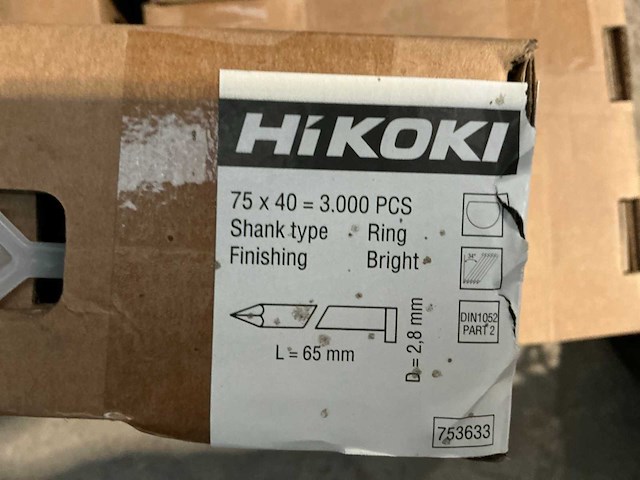 HiKOKI
75 x 40 = 3.000 PCS
Shank type Ring
Finishing Bright
34°
DIN1052
PART 2
L = 65 mm
D = 2,8 mm
753633